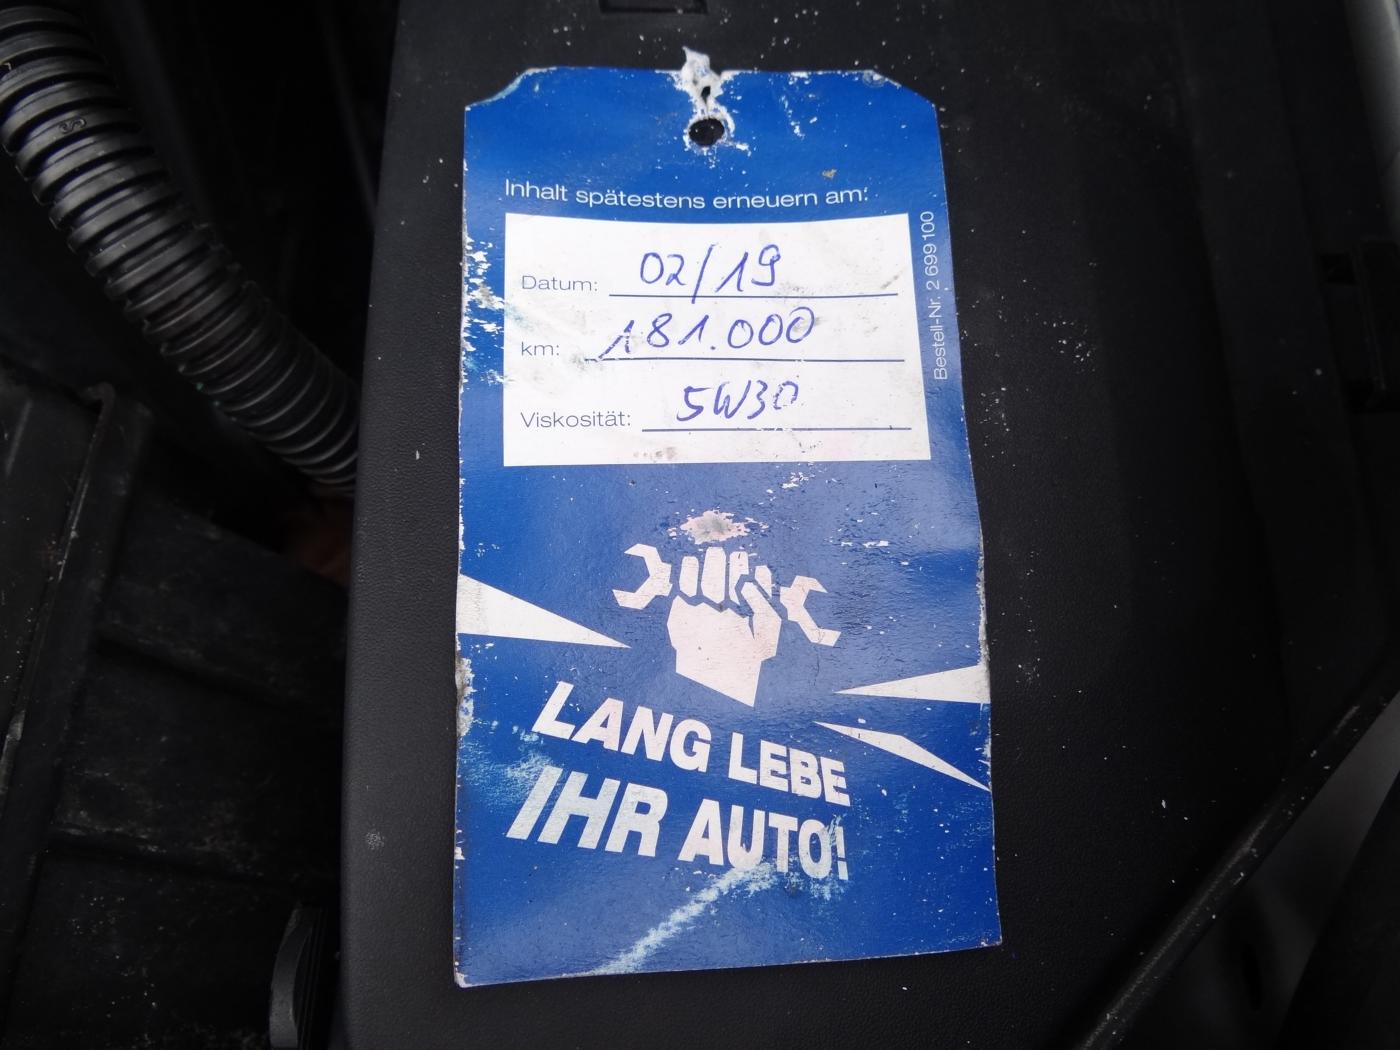 Inhalt spätestens erneuern am:
Datum: 02/19
km: 181.000
Viskosität: 5W30
Bestell-Nr. 2 699 100
LANG LEBE
IHR AUTO!